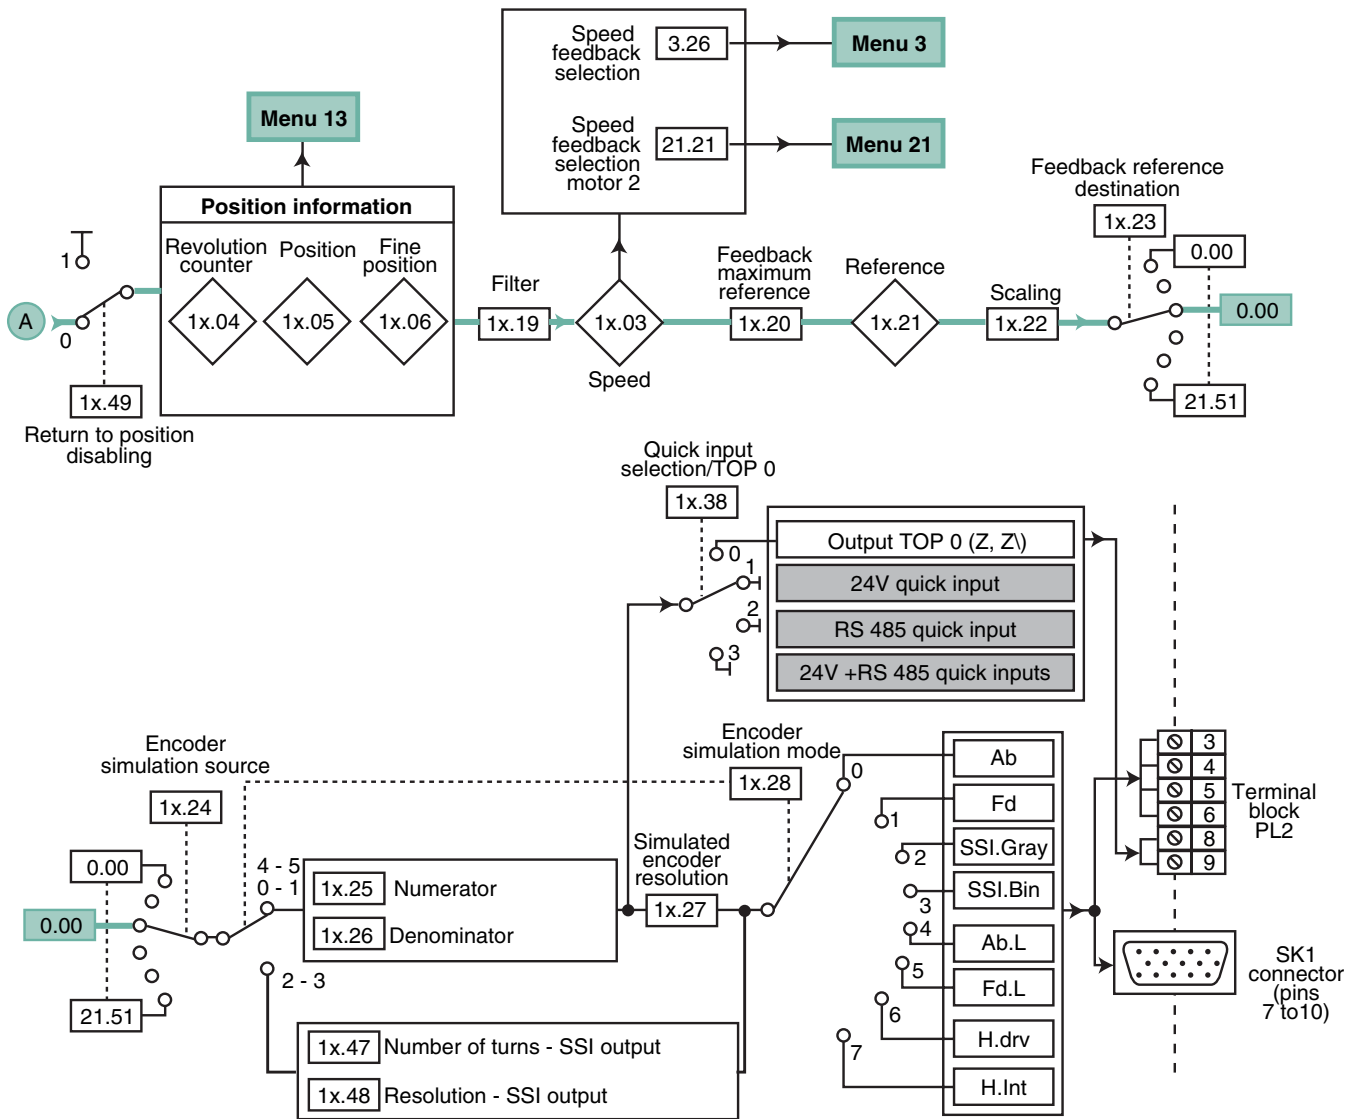 Speed
feedback
selection
3.26
Menu 3
Menu 13
Speed
feedback
selection
motor 2
21.21
Menu 21
Feedback reference
destination
1x.23
0.00
Position information
Revolution
counter
Position
Fine
position
1
A
0
1x.04
1x.05
1x.06
Filter
1x.19
1x.03
Speed
Feedback
maximum
reference
1x.20
Reference
1x.21
Scaling
1x.22
0.00
21.51
1x.49
Return to position
disabling
Quick input
selection/TOP 0
1x.38
0
1
2
3
Output TOP 0 (Z, Z\)
24V quick input
RS 485 quick input
24V +RS 485 quick inputs
Encoder
simulation source
1x.24
Encoder
simulation mode
1x.28
0
1
2
3
4
5
6
7
Ab
Fd
SSI.Gray
SSI.Bin
Ab.L
Fd.L
H.drv
H.Int
3
4
5
6
8
9
Terminal
block
PL2
0.00
0.00
21.51
4 - 5
0 - 1
1x.25 Numerator
1x.26 Denominator
Simulated
encoder
resolution
1x.27
2 - 3
1x.47 Number of turns - SSI output
1x.48 Resolution - SSI output
SK1
connector
(pins
7 to10)